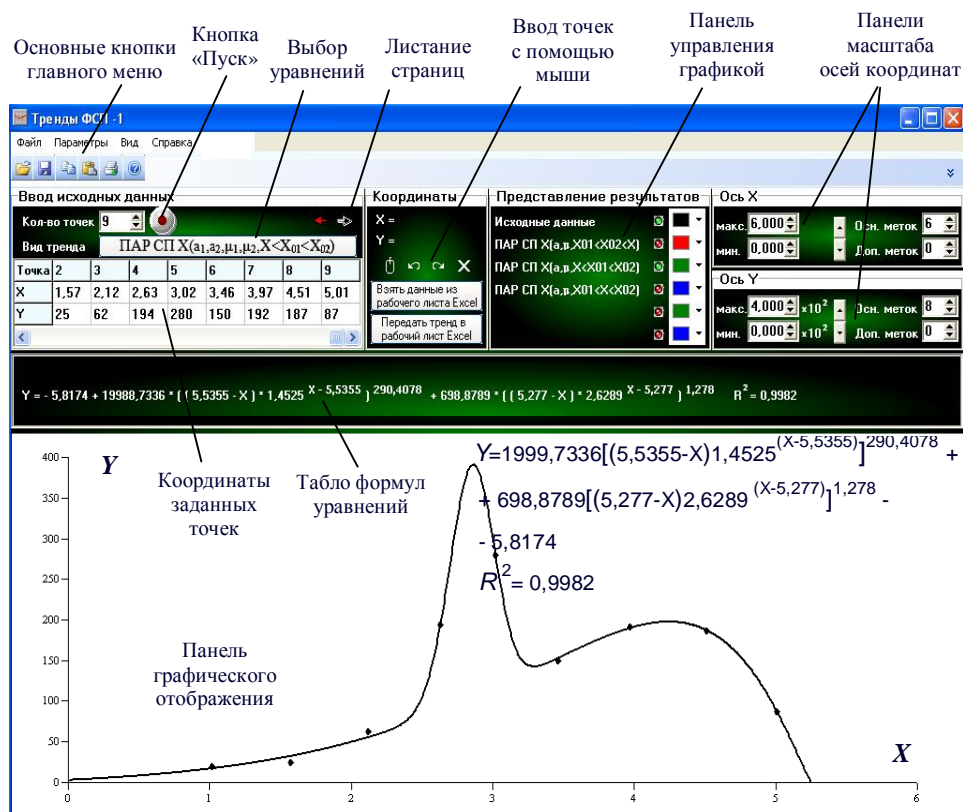 Основные кнопки
главного меню
Кнопка
«Пуск»
Выбор
уравнений
Листание
страниц
Ввод точек
с помощью
мыши
Панель
управления
графикой
Панели
масштаба
осей координат
Тренды ФСП -1
Файл Параметры Вид Справка
Ввод исходных данных
Кол-во точек 9
Вид тренда ПАР СП X(a1,a2,μ1,μ2,X<X01<X02)
Точка 2 3 4 5 6 7 8 9
X 1,57 2,12 2,63 3,02 3,46 3,97 4,51 5,01
Y 25 62 194 280 150 192 187 87
Координаты
X =
Y =
Взять данные из
рабочего листа Excel
Передать тренд в
рабочий лист Excel
Представление результатов
Исходные данные
ПАР СП X(a,μ,X01<X02<X)
ПАР СП X(a,μ,X<X01<X02)
ПАР СП X(a,μ,X01<X<X02)
Ось X
макс. 6,000 Осн. меток 6
мин. 0,000 Доп. меток 0
Ось Y
макс. 4,000 ×10^2 Осн. меток 8
мин. 0,000 ×10^2 Доп. меток 0
Y = - 5,8174 + 19988,7336 * ( ( 5,5355 - X ) * 1,4525 ^ X - 5,5355 ) ^ 290,4078 + 698,8789 * ( ( 5,277 - X ) * 2,6289 ^ X - 5,277 ) ^ 1,278 R^2 = 0,9982
Y=1999,7336[(5,5355-X)1,4525^(X-5,5355)]^290,4078 +
+ 698,8789[(5,277-X)2,6289^(X-5,277)]^1,278 -
- 5,8174
R^2= 0,9982
Y
Координаты
заданных
точек
Табло формул
уравнений
Панель
графического
отображения
X
400
350
300
250
200
150
100
50
0
0 1 2 3 4 5 6